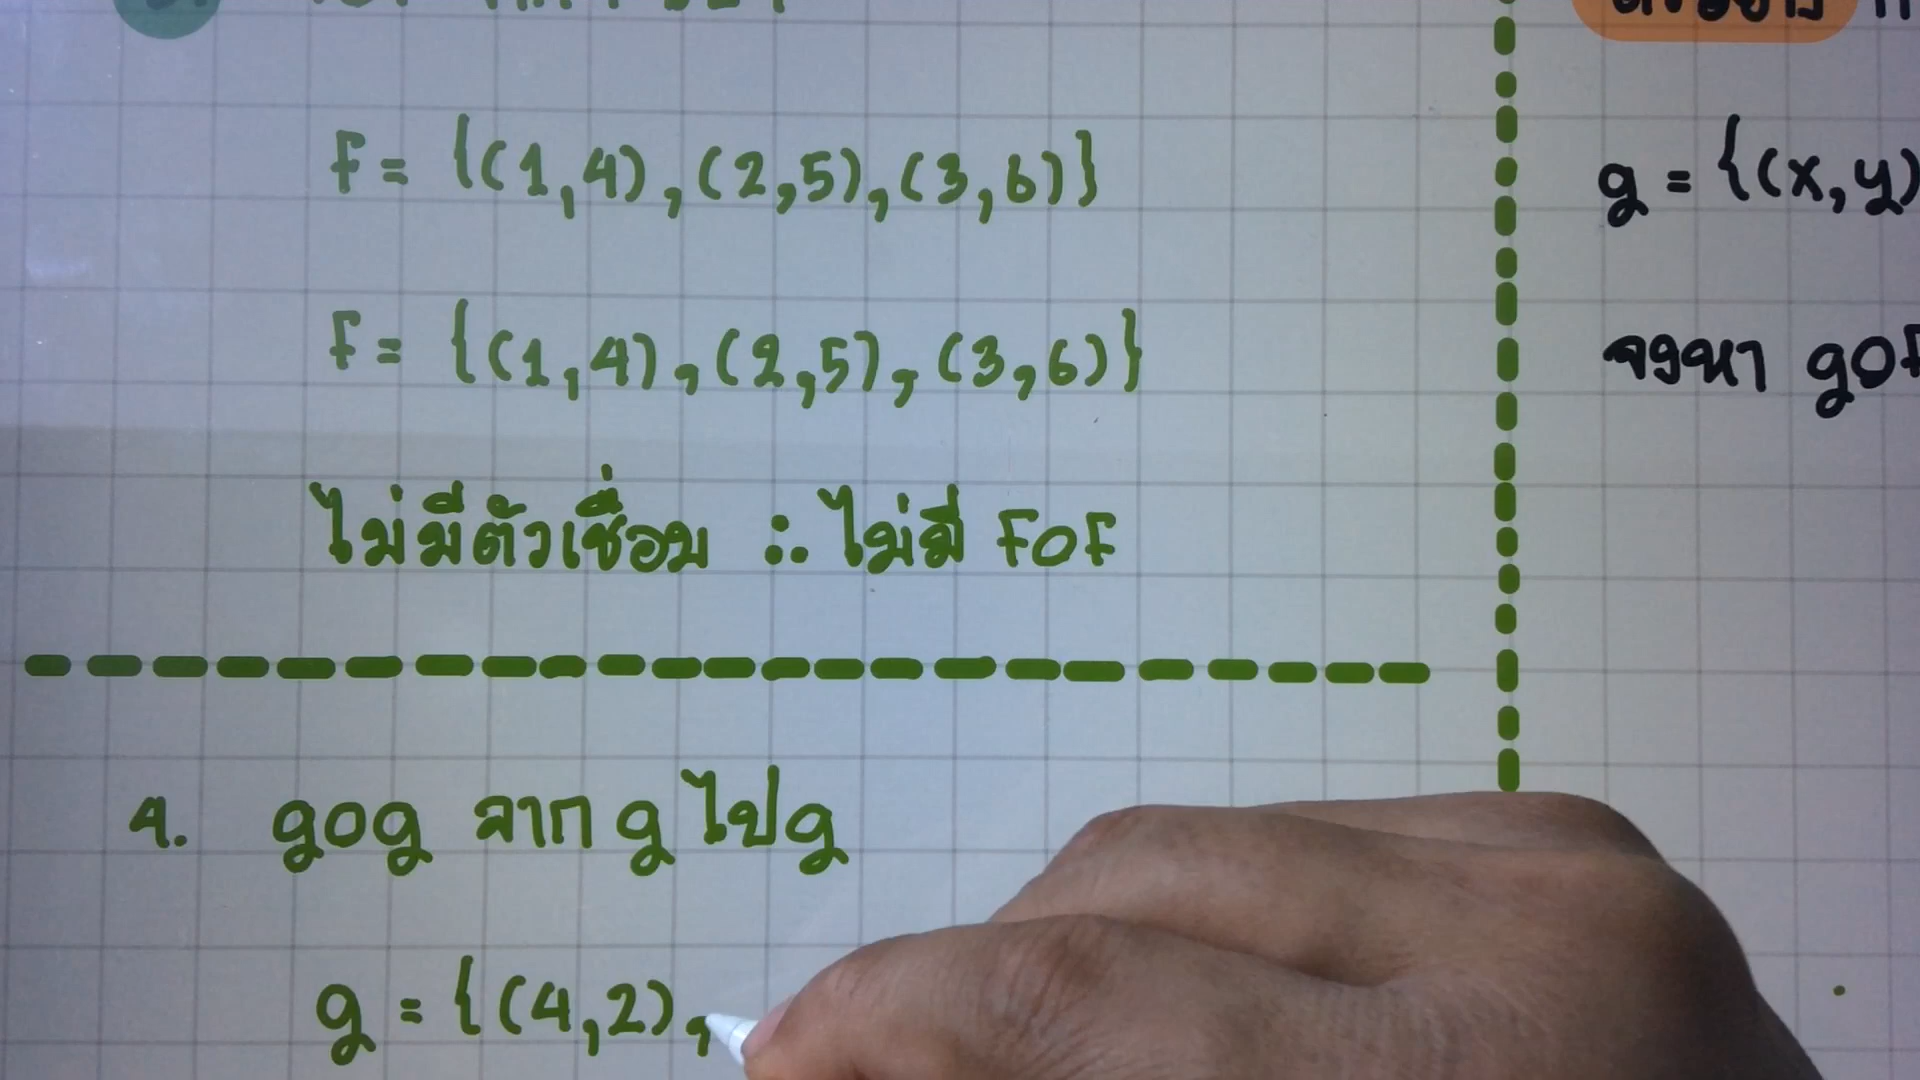 f = {(1,4),(2,5),(3,6)}
f = {(1,4),(2,5),(3,6)}
ไม่มีตัวเชื่อม ∴ ไม่มี fof
4. gog จาก g ไป g
g = {(4,2),
g = {(x,y)
จงหา gof